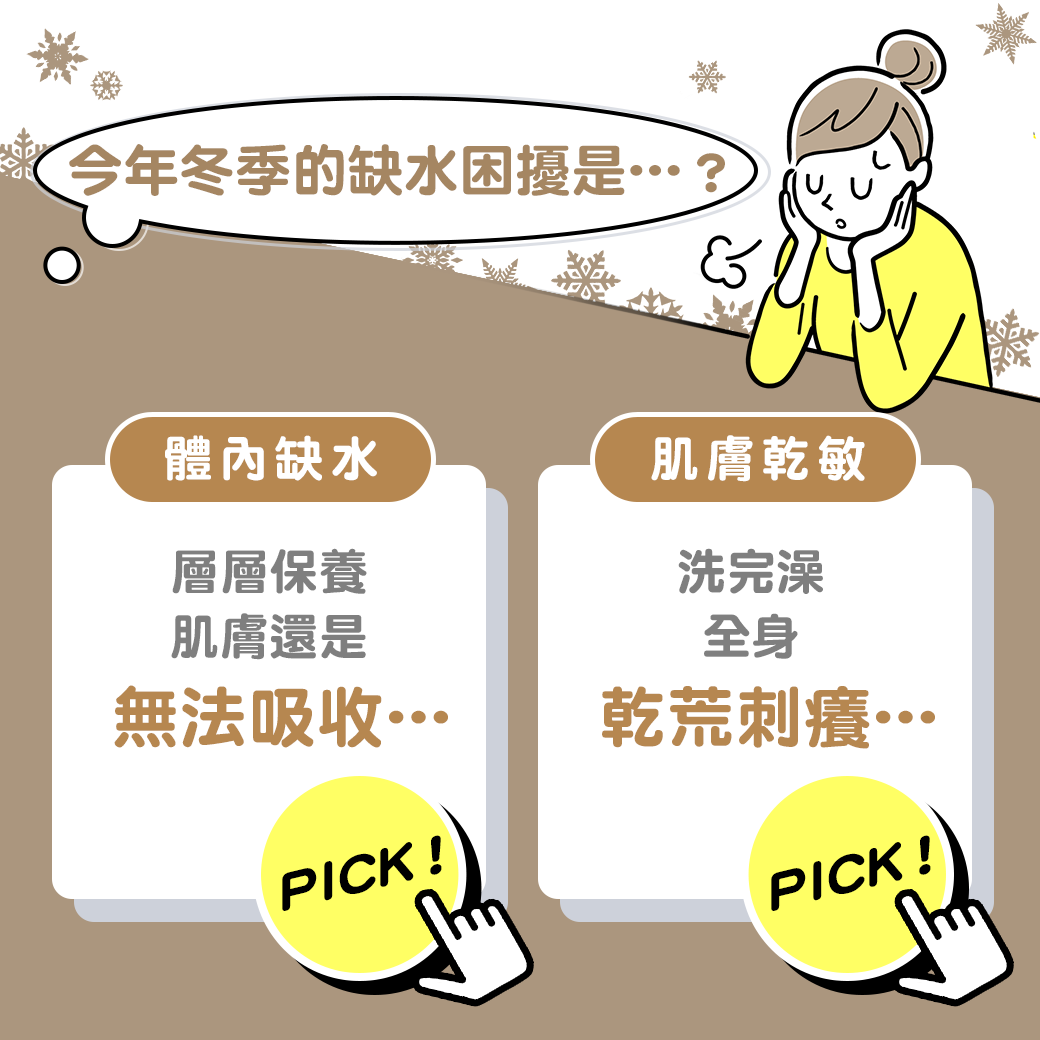 今年冬季的缺水困擾是…？
體內缺水
層層保養
肌膚還是
無法吸收…
PICK!
肌膚乾敏
洗完澡
全身
乾荒刺癢…
PICK!